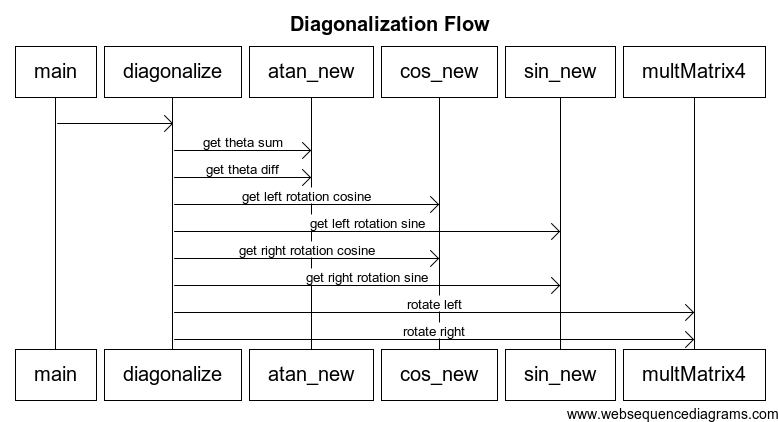 Diagonalization Flow
main diagonalize atan_new cos_new sin_new multMatrix4
get theta sum
get theta diff
get left rotation cosine
get left rotation sine
get right rotation cosine
get right rotation sine
rotate left
rotate right
main diagonalize atan_new cos_new sin_new multMatrix4
www.websequencediagrams.com